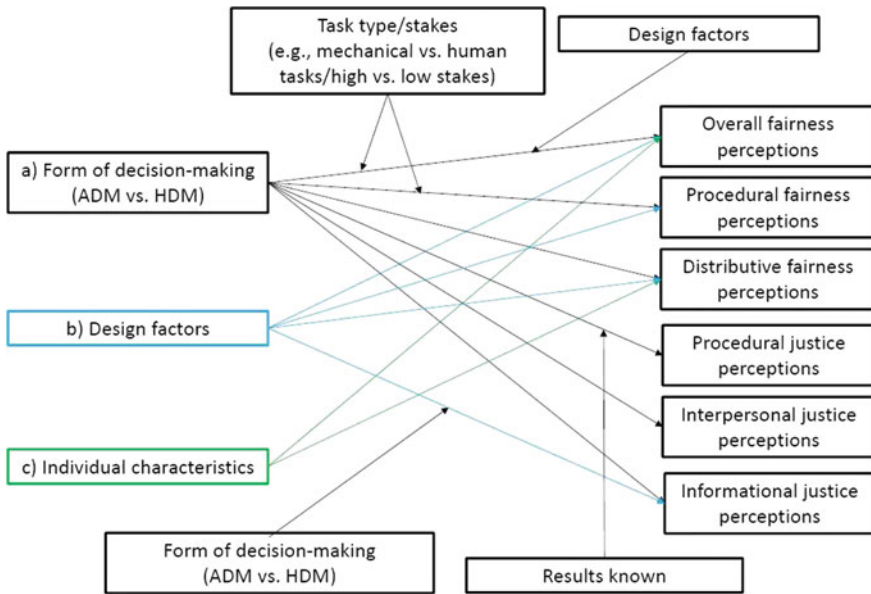 Task type/stakes
(e.g., mechanical vs. human
tasks/high vs. low stakes)
Design factors
a) Form of decision-making
(ADM vs. HDM)
b) Design factors
c) Individual characteristics
Overall fairness
perceptions
Procedural fairness
perceptions
Distributive fairness
perceptions
Procedural justice
perceptions
Interpersonal justice
perceptions
Informational justice
perceptions
Form of decision-making
(ADM vs. HDM)
Results known